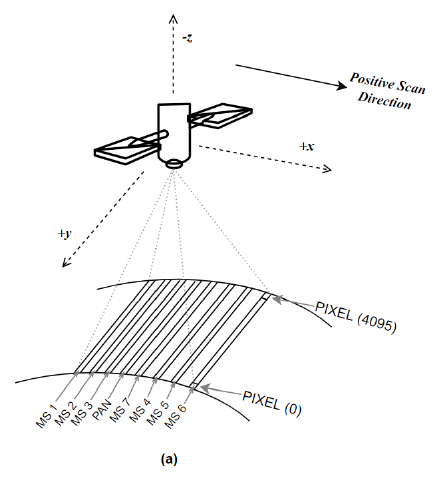 -z
Positive Scan
Direction
+x
+y
PIXEL (4095)
PIXEL (0)
MS 1
MS 2
MS 3
PAN
MS 7
MS 4
MS 5
MS 6
(a)